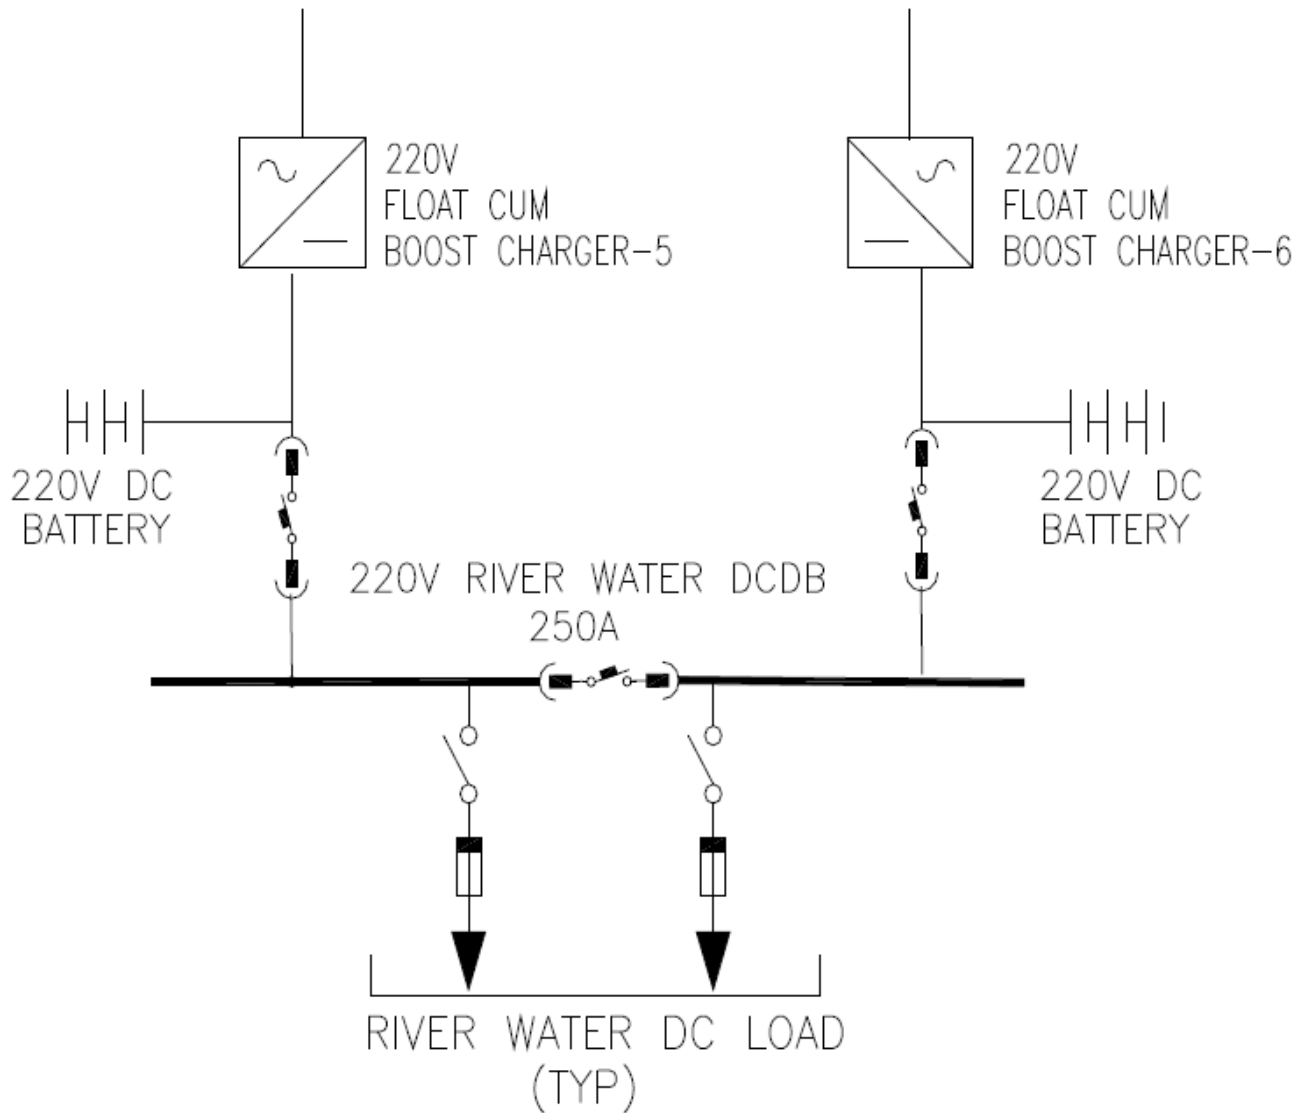 220V
FLOAT CUM
BOOST CHARGER-5
220V
FLOAT CUM
BOOST CHARGER-6
220V DC
BATTERY
220V DC
BATTERY
220V RIVER WATER DCDB
250A
RIVER WATER DC LOAD
(TYP)